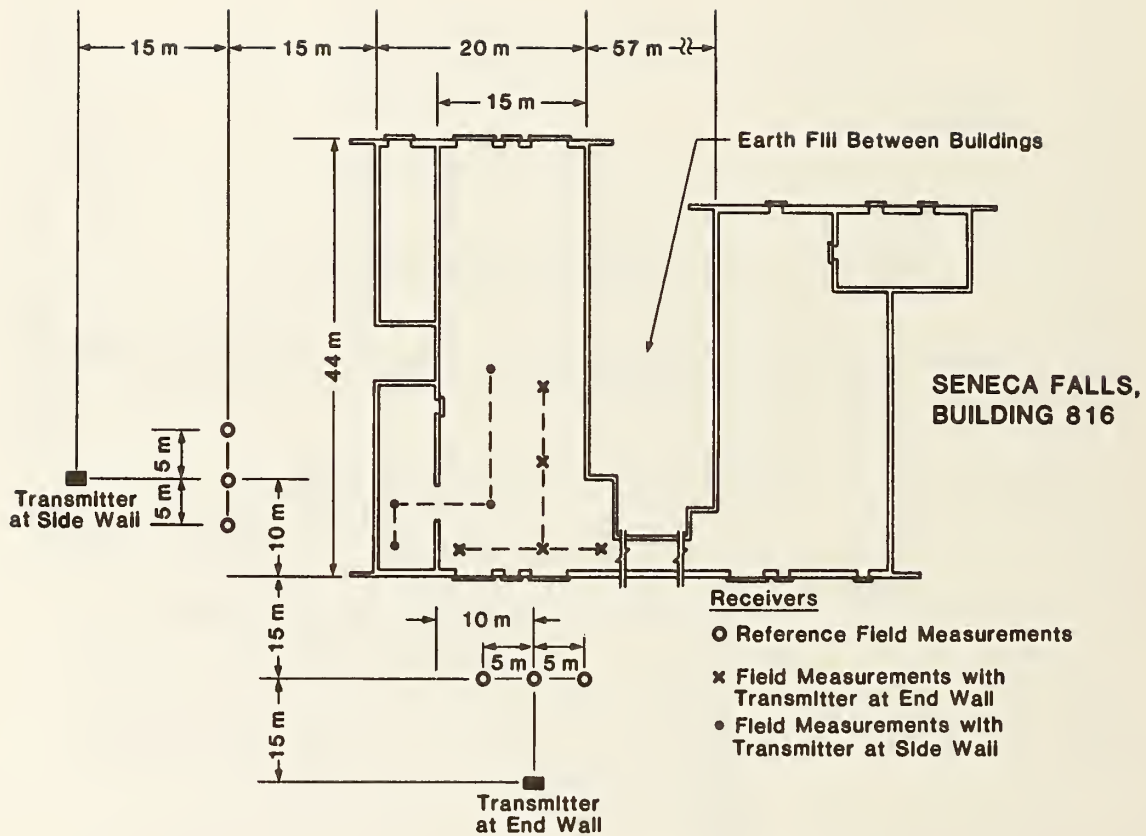 15 m
15 m
20 m
57 m
15 m
Earth Fill Between Buildings
44 m
SENECA FALLS,
BUILDING 816
5 m
5 m
Transmitter
at Side Wall
10 m
15 m
15 m
10 m
5 m
5 m
Transmitter
at End Wall
Receivers
Reference Field Measurements
Field Measurements with
Transmitter at End Wall
Field Measurements with
Transmitter at Side Wall